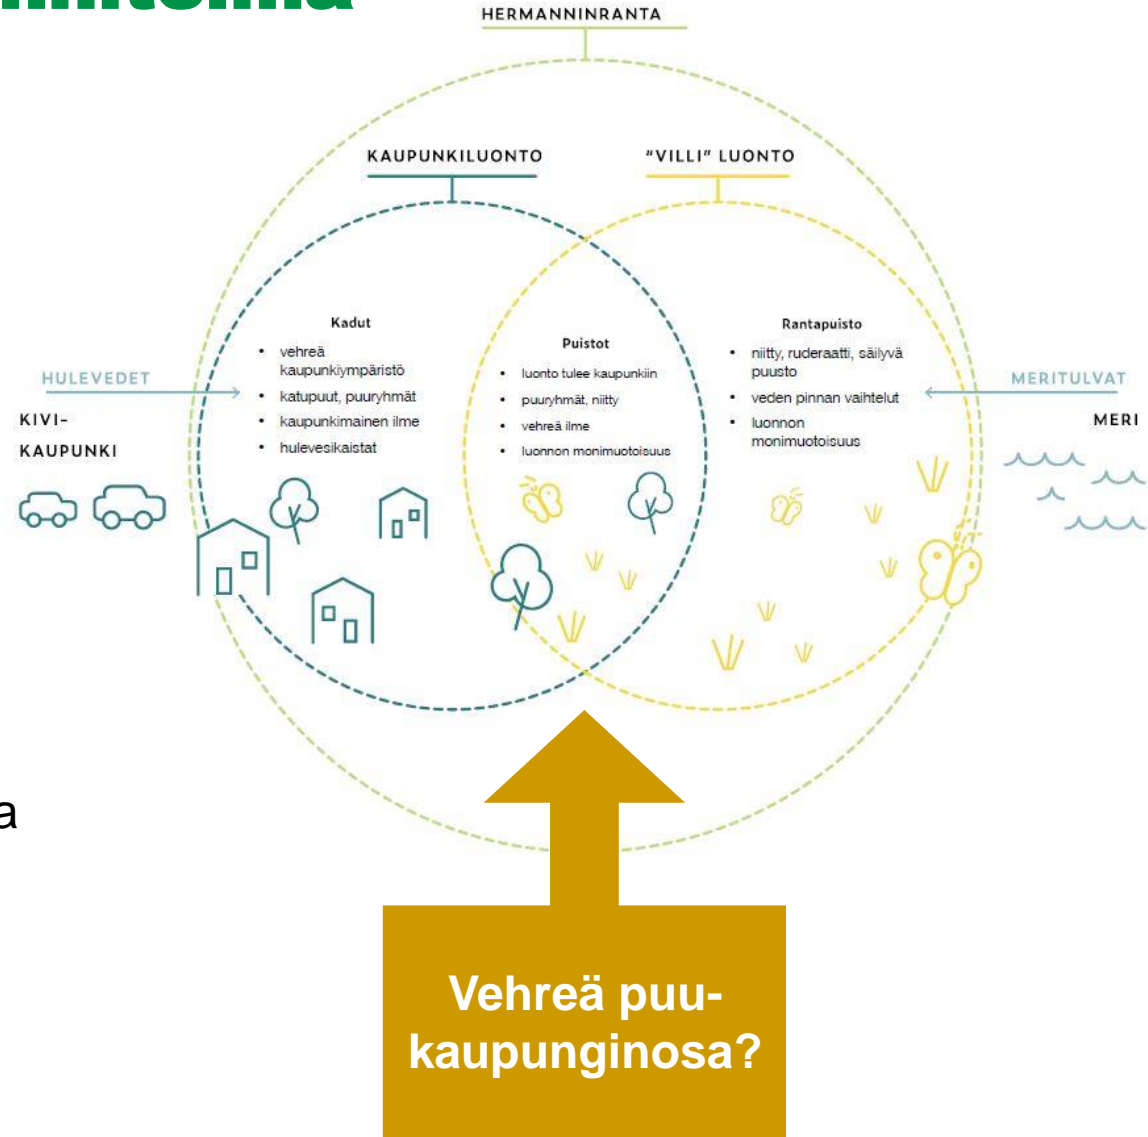 HERMANNINRANTA
KAUPUNKILUONTO
"VILLI" LUONTO
HULEVEDET
KIVI-
KAUPUNKI
Kadut
• vehreä
kaupunkiympäristö
• katupuut, puuryhmät
• kaupunkimainen ilme
• hulevesikaistat
Puistot
• luonto tulee kaupunkiin
• puuryhmät, niitty
• vehreä ilme
• luonnon monimuotoisuus
Rantapuisto
• niitty, ruderaatti, säilyvä
puusto
• veden pinnan vaihtelut
• luonnon
monimuotoisuus
MERITULVAT
MERI
a
Vehreä puu-
kaupunginosa?